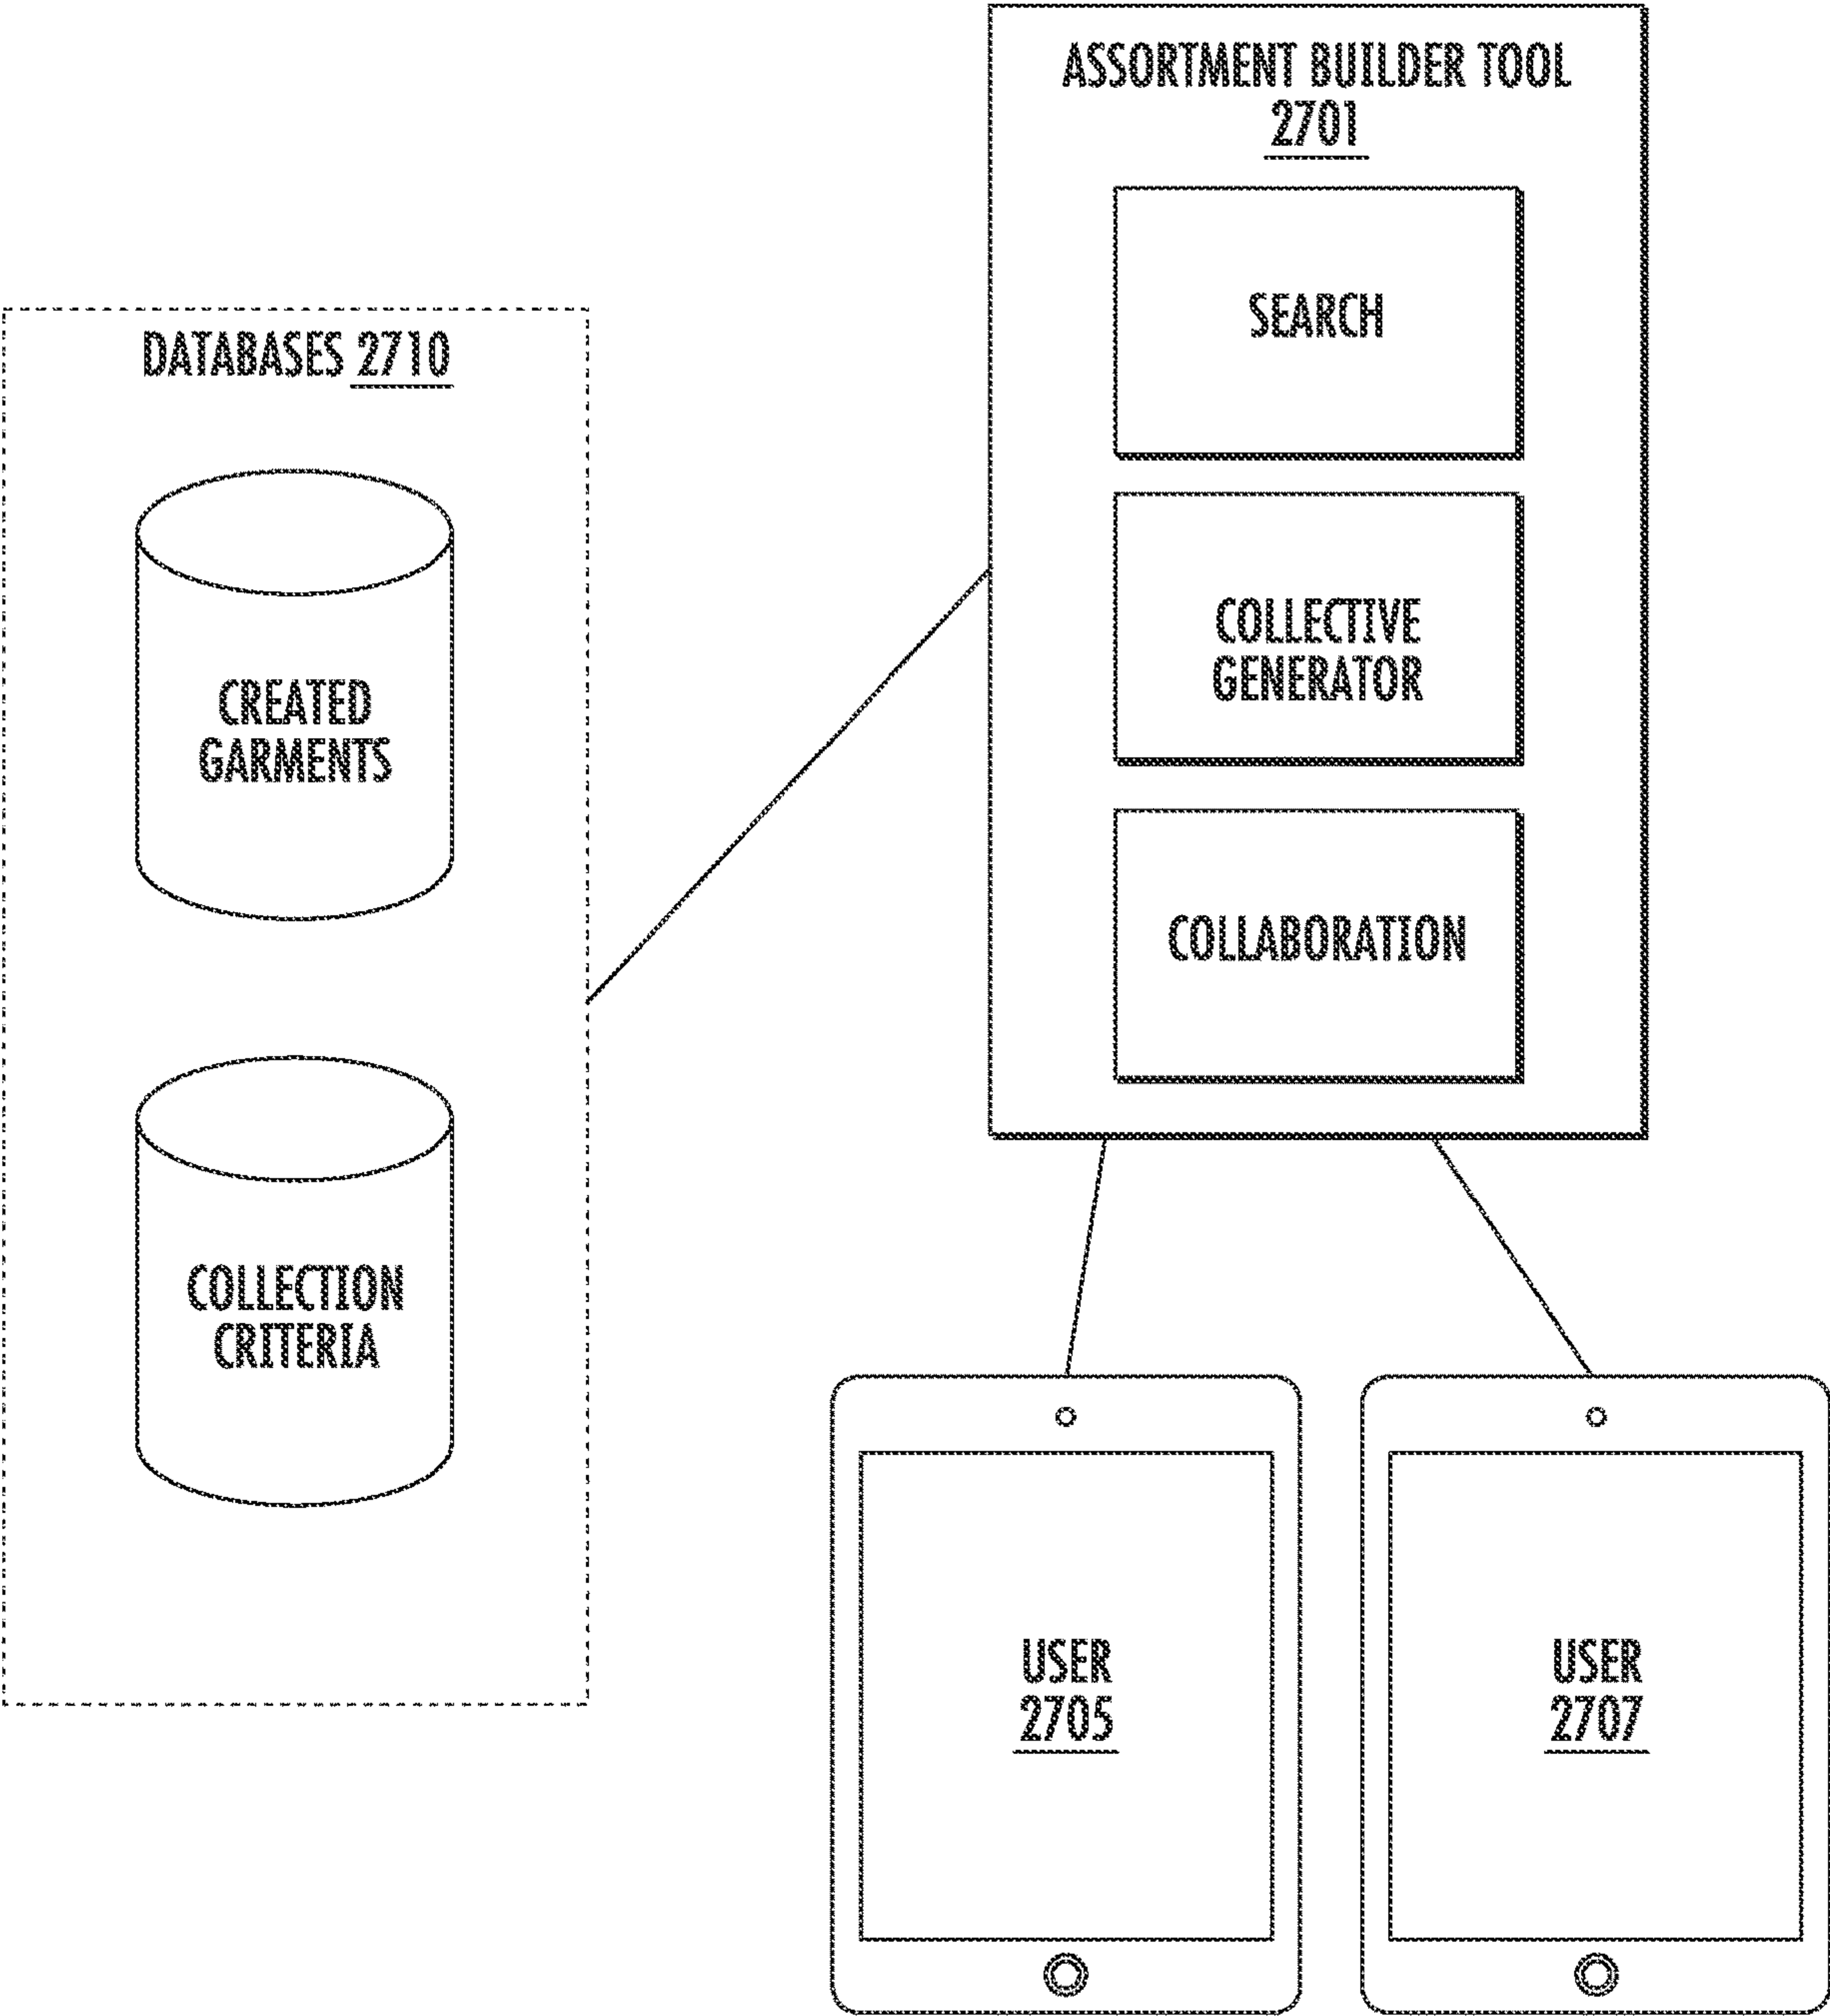 ASSORTMENT BUILDER TOOL
2701
SEARCH
COLLECTIVE
GENERATOR
COLLABORATION
DATABASES 2710
CREATED
GARMENTS
COLLECTION
CRITERIA
USER
2705
USER
2707